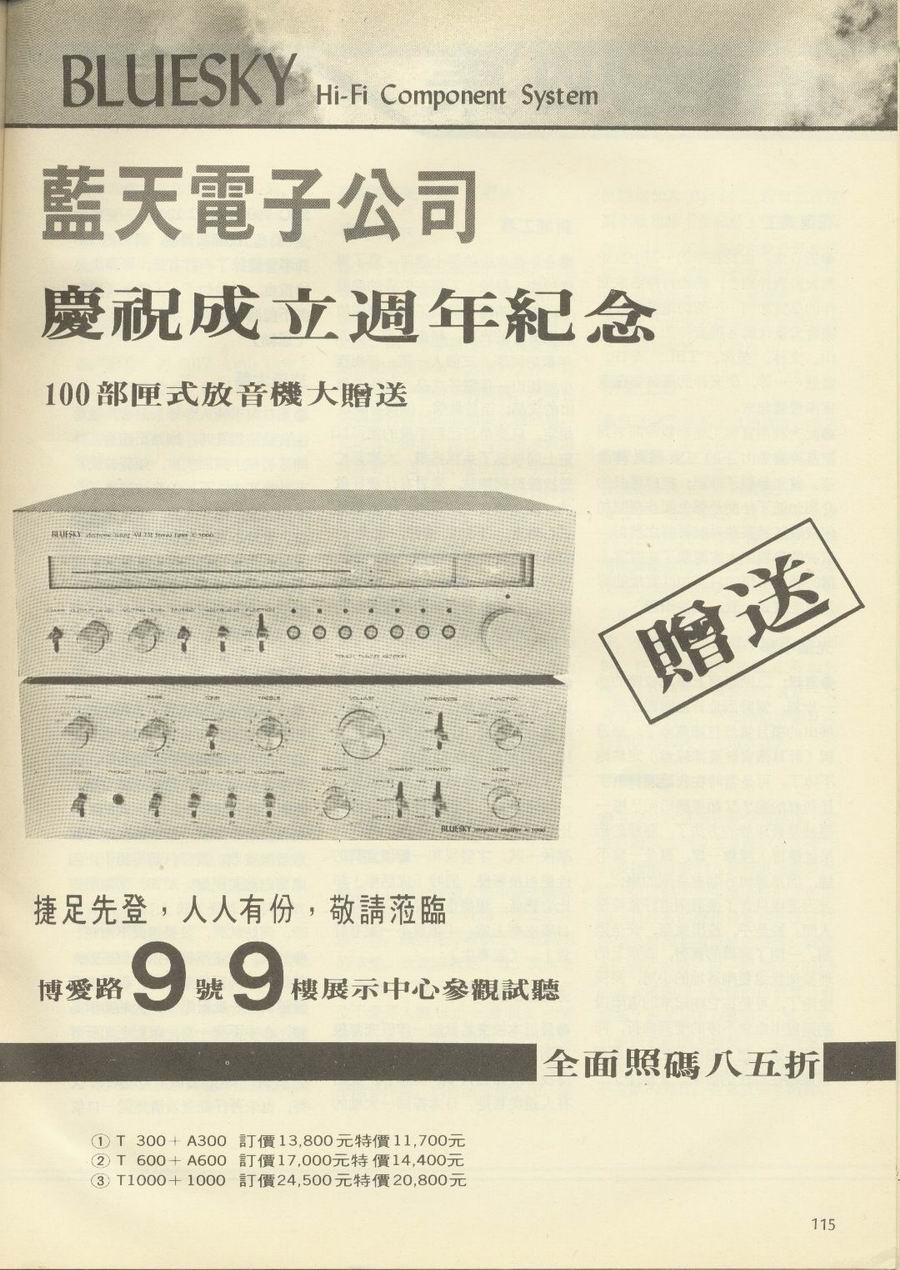 BLUESKY Hi-Fi Component System
藍天電子公司
慶祝成立週年紀念
100部匣式放音機大贈送
BLUESKY
贈送
BLUESKY integrated amplifier
捷足先登，人人有份，敬請蒞臨
博愛路9號9樓展示中心參觀試聽
全面照碼八五折
① T 300＋A300 訂價13,800元特價11,700元
② T 600＋A600 訂價17,000元特價14,400元
③ T1000＋1000 訂價24,500元特價20,800元
115